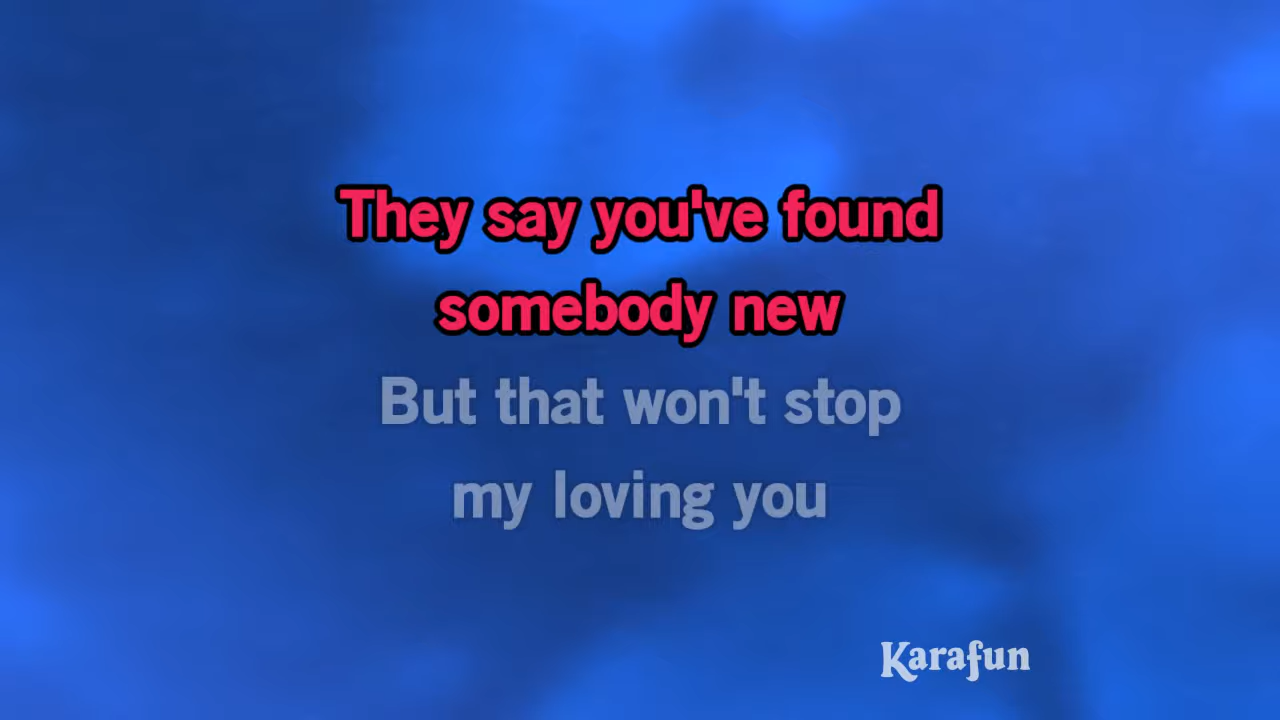 They say you've found
somebody new
But that won't stop
my loving you
Karafun